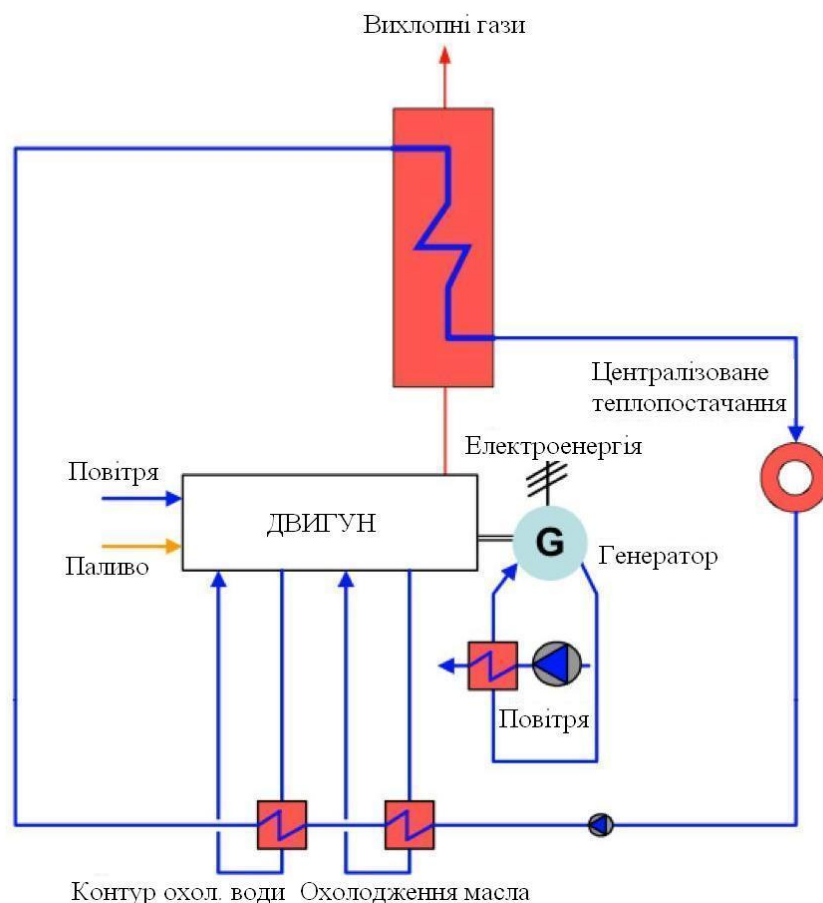 Вихлопні гази
Централізоване
теплопостачання
Електроенергія
Повітря
ДВИГУН
G
Генератор
Паливо
Повітря
Контур охол. води Охолодження масла